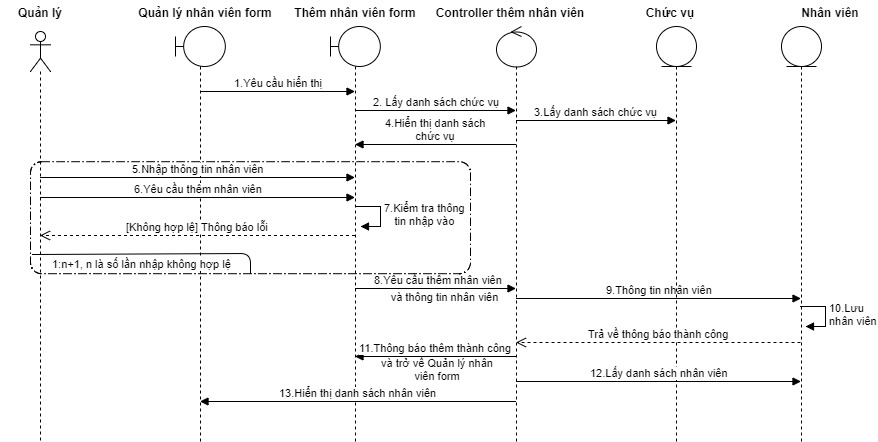 Quản lý
Quản lý nhân viên form
Thêm nhân viên form
Controller thêm nhân viên
Chức vụ
Nhân viên
1.Yêu cầu hiển thị
2. Lấy danh sách chức vụ
3.Lấy danh sách chức vụ
4.Hiển thị danh sách
chức vụ
5.Nhập thông tin nhân viên
6.Yêu cầu thêm nhân viên
7.Kiểm tra thông
tin nhập vào
[Không hợp lệ] Thông báo lỗi
1:n+1, n là số lần nhập không hợp lệ
8.Yêu cầu thêm nhân viên
và thông tin nhân viên
9.Thông tin nhân viên
10.Lưu
nhân viên
Trả về thông báo thành công
11.Thông báo thêm thành công
và trở về Quản lý nhân
viên form
12.Lấy danh sách nhân viên
13.Hiển thị danh sách nhân viên